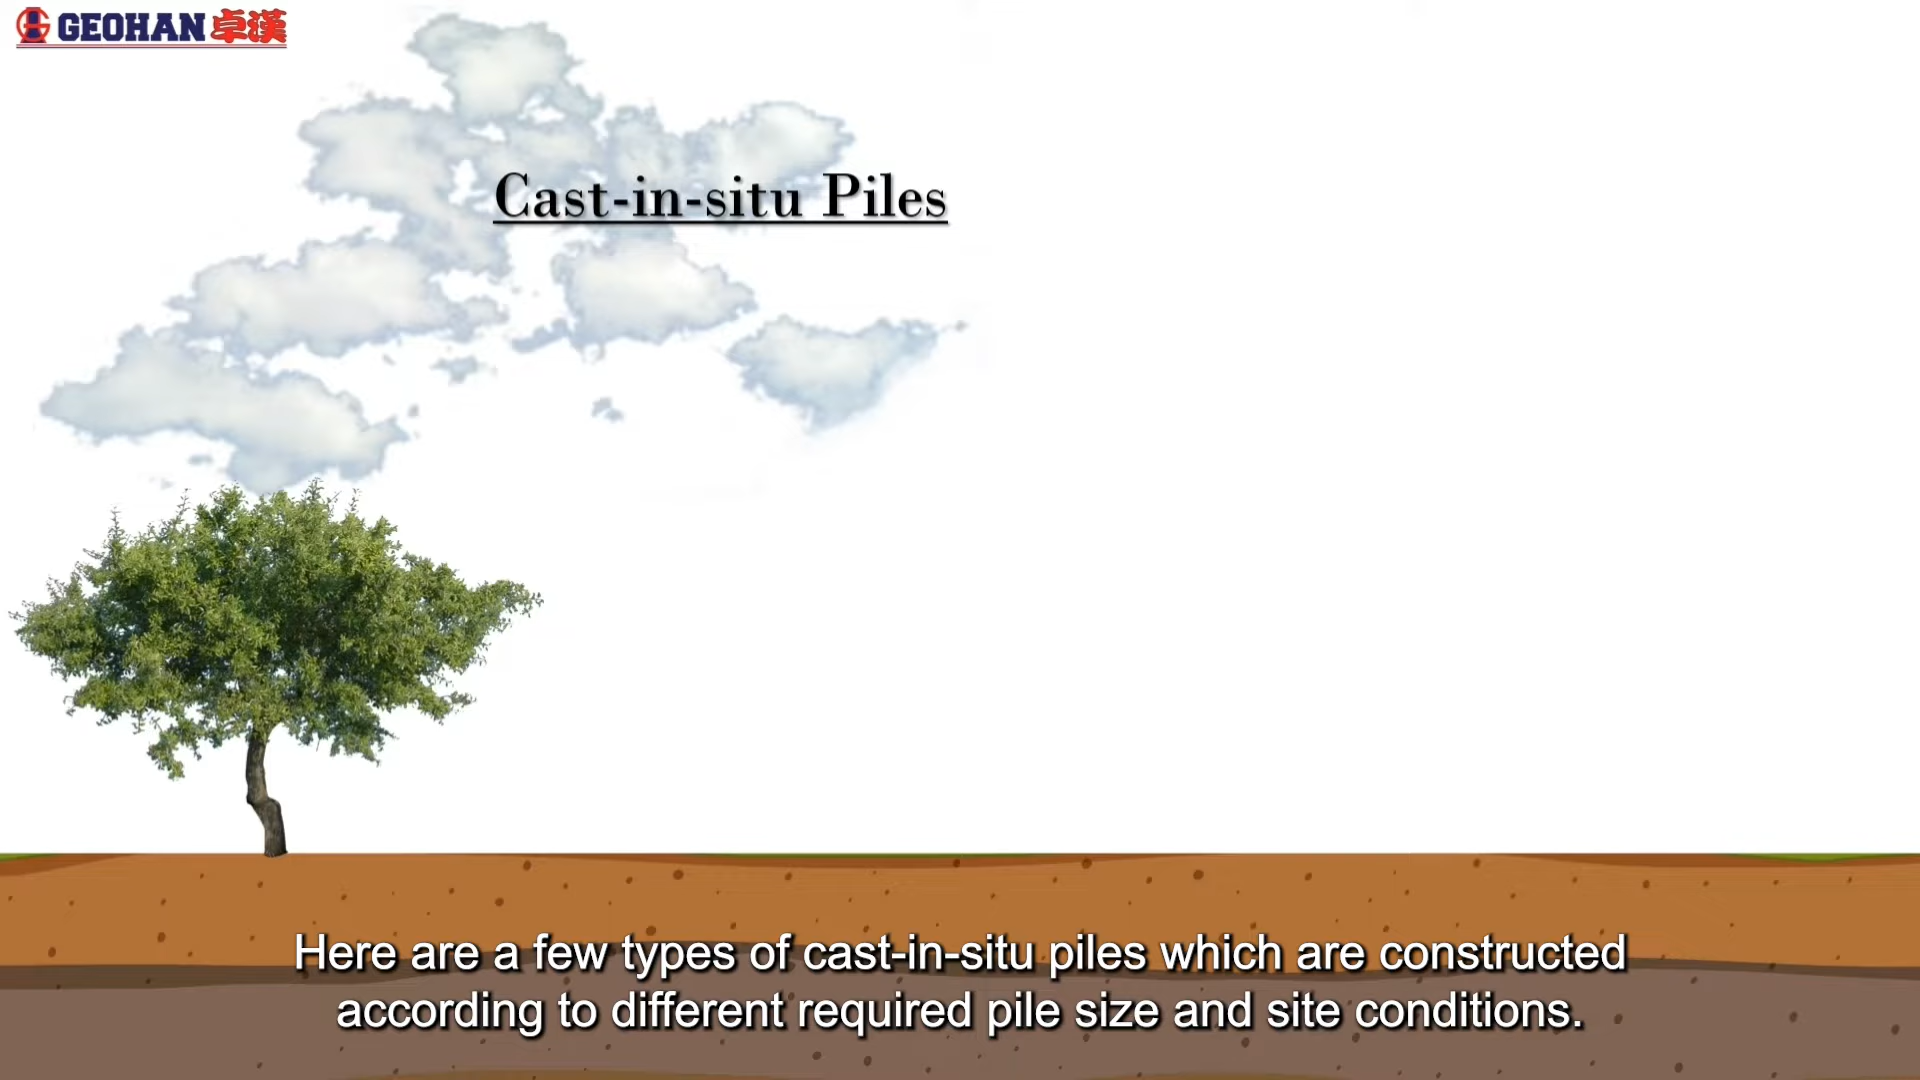 GEOHAN 卓漢
Cast-in-situ Piles
Here are a few types of cast-in-situ piles which are constructed
according to different required pile size and site conditions.